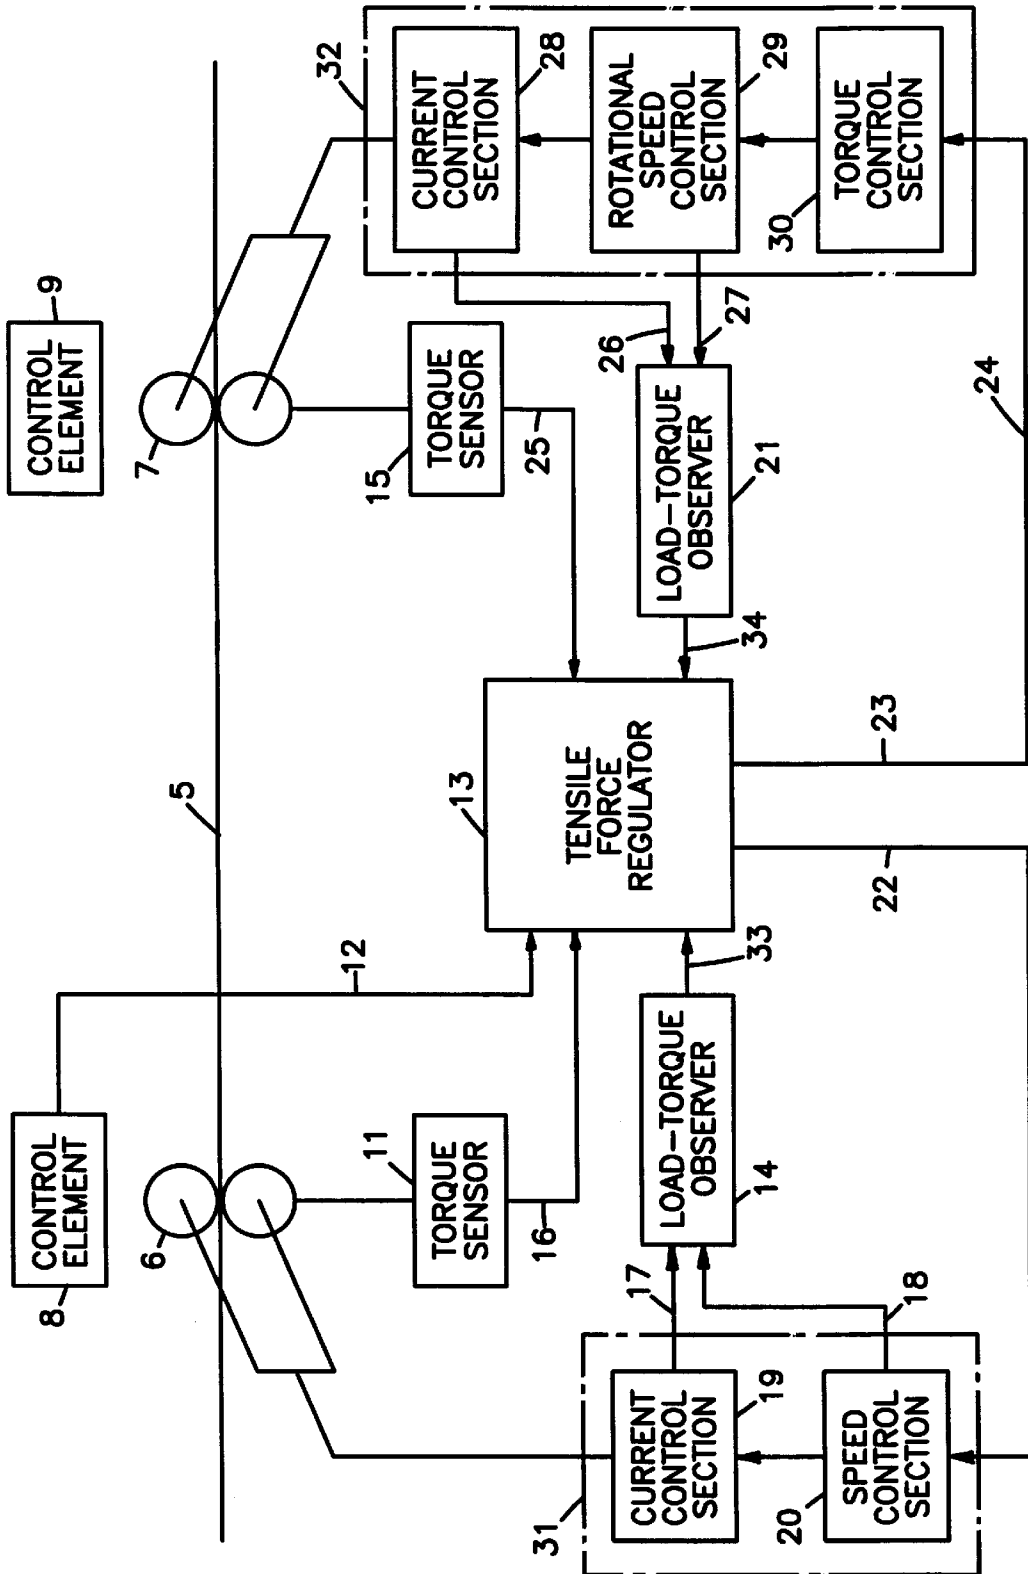 8
CONTROL
ELEMENT
12
5
CONTROL
ELEMENT
9
6
7
32
CURRENT
CONTROL
SECTION
28
11
TORQUE
SENSOR
16
13
TENSILE
FORCE
REGULATOR
15
TORQUE
SENSOR
25
26
27
ROTATIONAL
SPEED
CONTROL
SECTION
29
31
CURRENT
CONTROL
SECTION
19
17
LOAD-TORQUE
OBSERVER
14
33
34
LOAD-TORQUE
OBSERVER
21
30
TORQUE
CONTROL
SECTION
20
SPEED
CONTROL
SECTION
18
22
23
24